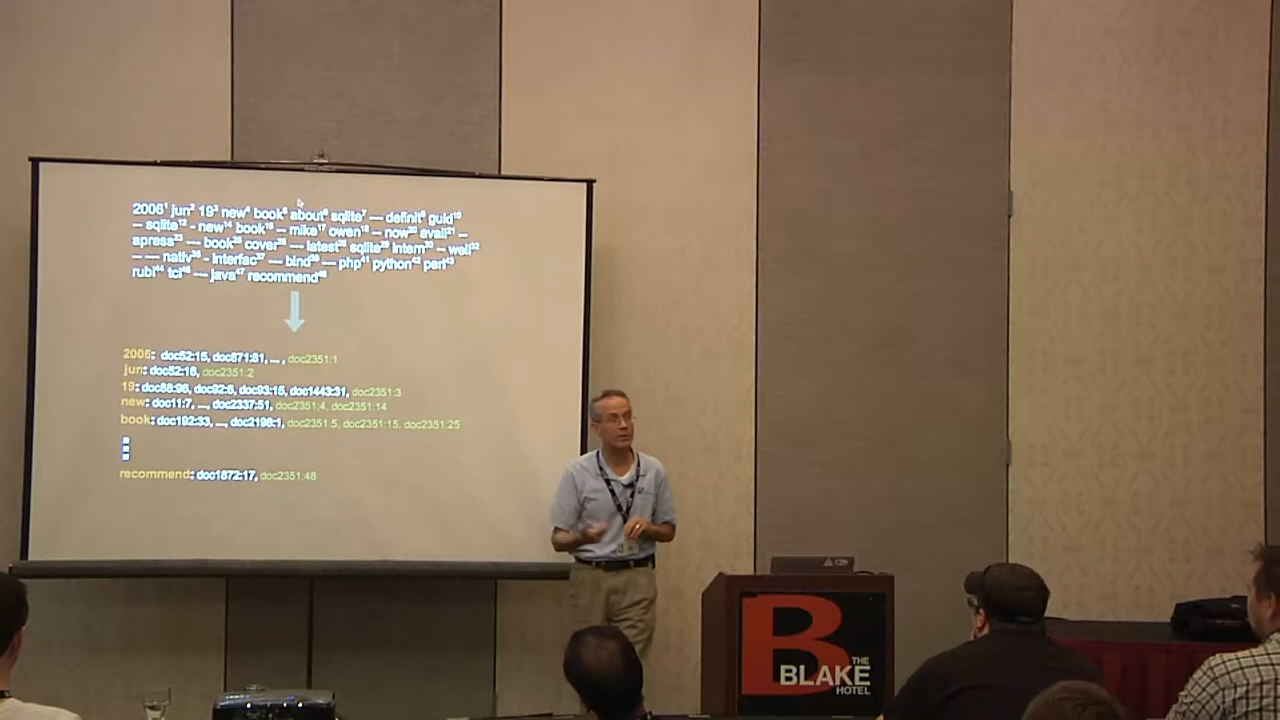 2006¹ jun² 19³ new⁴ book⁵ about⁶ sqlite⁷ — definit⁹ guid¹⁰
– sqlite¹² - new¹⁴ book¹⁵ – mike¹⁷ owen¹⁸ – now²⁰ avail²¹ –
apress²³ –– book²⁵ cover²⁶ –– latest²⁸ sqlite²⁹ intern³⁰ – well³²
– — nativ³⁶ - interfac³⁷ –– bind³⁹ –– php⁴¹ python⁴² perl⁴³
rubi⁴⁴ tcl⁴⁵ –– java⁴⁷ recommend⁴⁸
2006: doc52:15, doc871:81, ... , doc2351:1
jun: doc52:16, doc2351:2
19: doc88:96, doc92:6, doc93:15, doc1443:31, doc2351:3
new: doc11:7, ..., doc2337:51, doc2351:4, doc2351:14
book: doc192:33, ..., doc2196:1, doc2351:5, doc2351:15, doc2351:25
recommend: doc1872:17, doc2351:48
B
THE
BLAKE
HOTEL